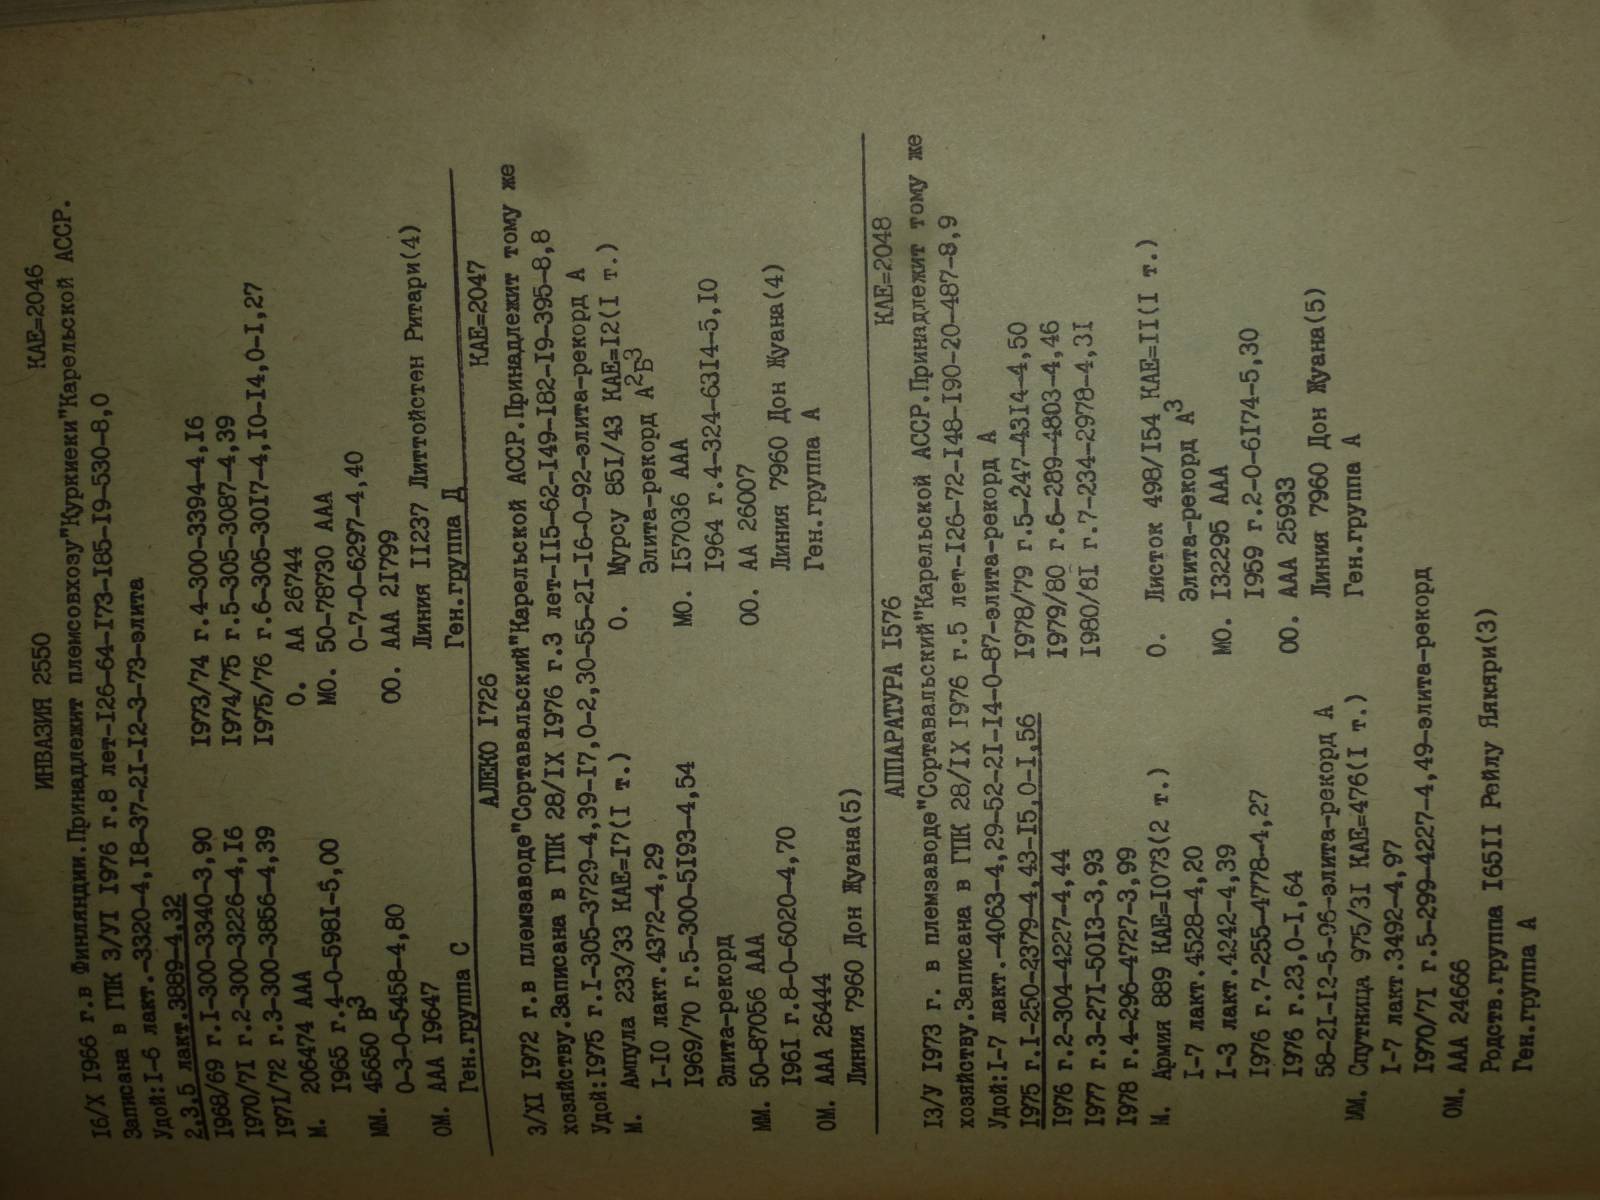 ИНВАЗИЯ 2550 КАЕ=2046
I6/X I966 г.в Финляндии.Принадлежит племсовхозу"Куркиеки"Карельской АССР.
Записана в ГПК 3/УI I976 г.8 лет-I26-64-I73-I85-I9-530-8,0
Удой:I-6 лакт.-3320-4,I8-37-2I-I2-3-73-элита
2,3,5 лакт.3889-4,32
I968/69 г.I-300-3340-3,90 I973/74 г.4-300-3394-4,I6
I970/7I г.2-300-3226-4,I6 I974/75 г.5-305-3087-4,39
I97I/72 г.3-300-3856-4,39 I975/76 г.6-305-30I7-4,I0-I4,0-I,27
М. 206474 ААА О. АА 26744
I965 г.4-0-598I-5,00 МО. 50-78730 ААА
ММ. 45650 В³ 0-7-0-6297-4,40
0-3-0-5458-4,80 ОО. ААА 2I799
ОМ. ААА I9647 Линия II237 Листтойстен Ритари(4)
Ген.группа С Ген.группа Д
АЛЕКО I726 КАЕ=2047
3/XI I972 г.в племзаводе"Сортавальский"Карельской АССР.Принадлежит тому же
хозяйству.Записана в ГПК 28/IX I976 г.3 лет-II5-62-I49-I82-I9-395-8,8
Удой:I975 г.I-305-3729-4,39-I7,0-2,30-55-2I-I6-0-92-элита-рекорд А
М. Ампула 233/33 КАЕ=I7(I т.) О. Мурсу 85I/43 КАЕ=I2(I т.)
I-I0 лакт.4372-4,29 Элита-рекорд А²Б³
I969/70 г.5-300-5I93-4,54 МО. I57036 ААА
Элита-рекорд I964 г.4-324-63I4-5,I0
ММ. 50-87056 ААА ОО. АА 26007
I96I г.8-0-6020-4,70 Линия 7960 Дон Жуана(4)
ОМ. ААА 26444 Ген.группа А
Линия 7960 Дон Жуана(5)
АППАРАТУРА I576 КАЕ=2048
I3/У I973 г. в племзаводе"Сортавальский"Карельской АССР.Принадлежит тому же
хозяйству.Записана в ГПК 28/IX I976 г.5 лет-I26-72-I48-I90-20-487-8,9
Удой:I-7 лакт.-4063-4,29-52-2I-I4-0-87-элита-рекорд А
I975 г.I-250-2379-4,43-I5,0-I,56 I978/79 г.5-247-43I4-4,50
I976 г.2-304-4227-4,44 I979/80 г.6-289-4803-4,46
I977 г.3-27I-50I3-3,93 I980/8I г.7-234-2978-4,3I
I978 г.4-296-4727-3,99
М. Армия 889 КАЕ=I073(2 т.) О. Листок 498/I54 КАЕ=II(I т.)
I-7 лакт.4528-4,20 Элита-рекорд А³
I-3 лакт.4242-4,39 МО. I32295 ААА
I976 г.7-255-4778-4,27 I959 г.2-0-6I74-5,30
I976 г.23,0-I,64 ОО. ААА 25933
58-2I-I2-5-96-элита-рекорд А Линия 7960 Дон Жуана(5)
ММ. Спутница 975/3I КАЕ=476(I т.) Ген.группа А
I-7 лакт.3492-4,97
I970/7I г.5-299-4227-4,49-элита-рекорд
ОМ. ААА 24666
Родств.группа I65II Рейлу Яякяри(3)
Ген.группа А